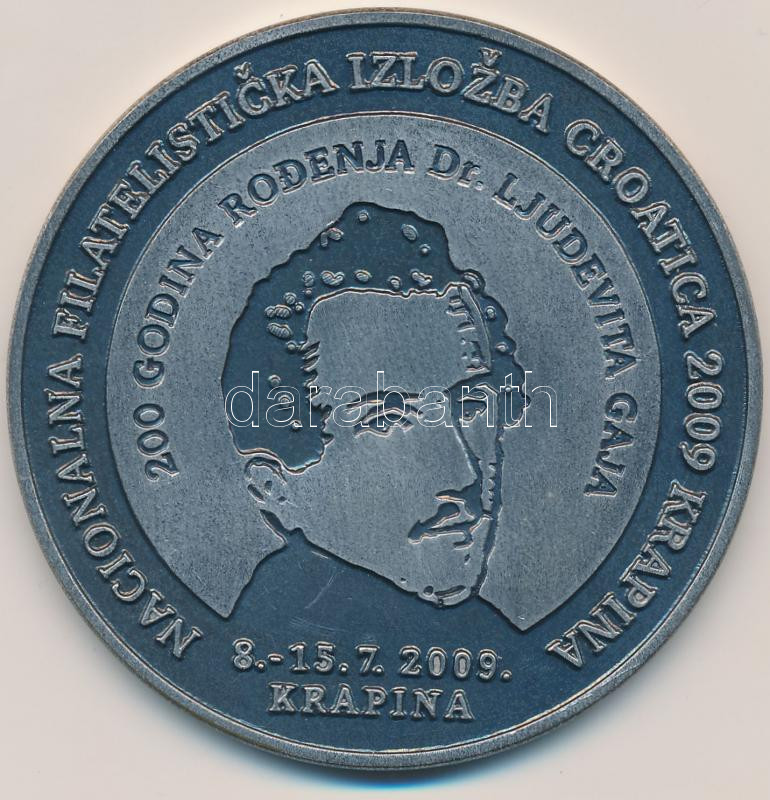 NACIONALNA FILATELISTIČKA IZLOŽBA CROATICA 2009 KRAPINA
200 GODINA ROĐENJA Dr. LJUDEVITA GAJA
darabanth
8.-15.7. 2009.
KRAPINA